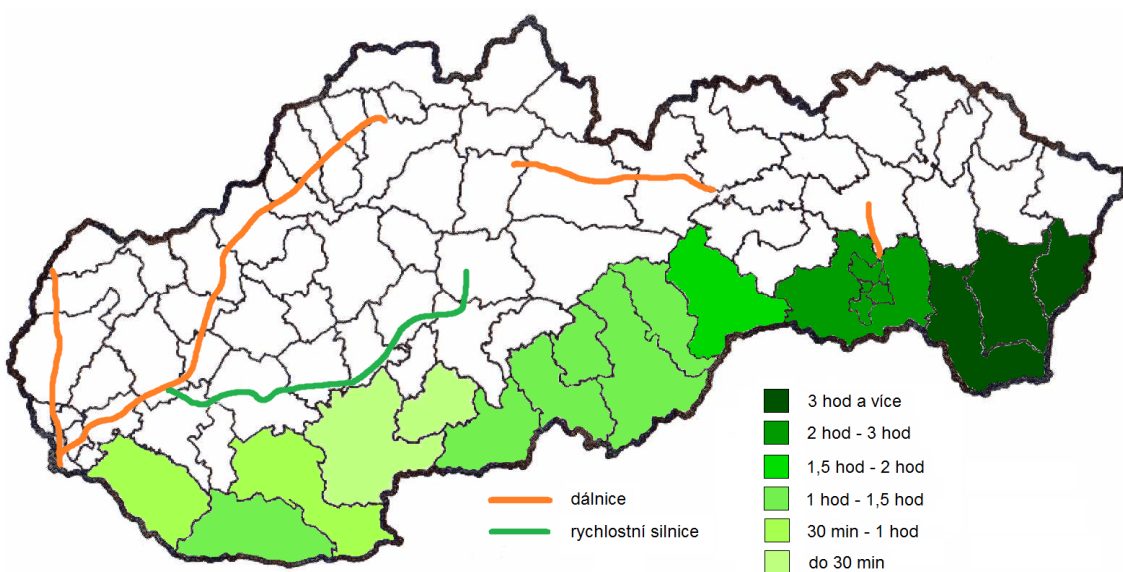 3 hod a více
2 hod - 3 hod
1,5 hod - 2 hod
1 hod - 1,5 hod
30 min - 1 hod
do 30 min
dálnice
rychlostní silnice